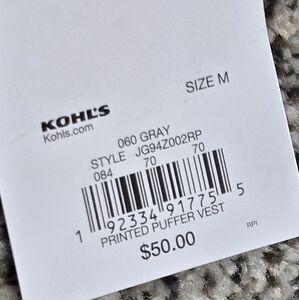 SIZE M
KOHL'S
Kohls.com
060 GRAY
STYLE JG94Z002RP
084 70 70
1 92334 91775 5
PRINTED PUFFER VEST
RPI
$50.00